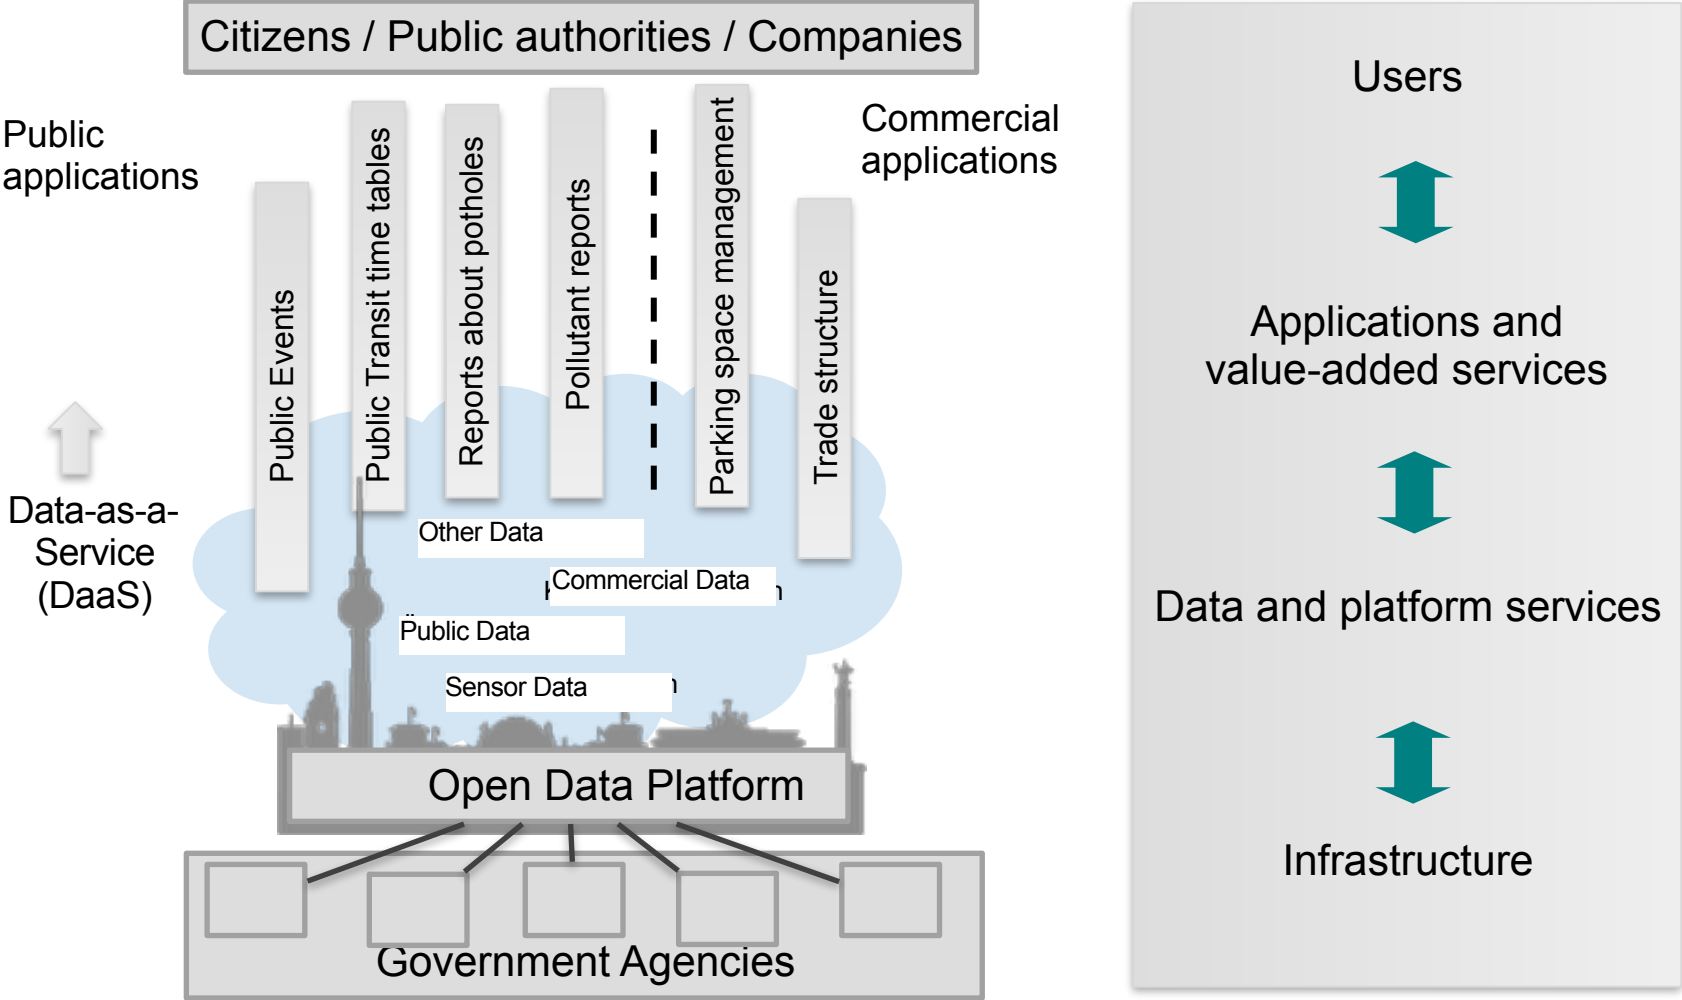 Citizens / Public authorities / Companies
Public
applications
Commercial
applications
Public Events
Public Transit time tables
Reports about potholes
Pollutant reports
Parking space management
Trade structure
Data-as-a-
Service
(DaaS)
Other Data
Commercial Data
Public Data
Sensor Data
Open Data Platform
Government Agencies
Users
Applications and
value-added services
Data and platform services
Infrastructure